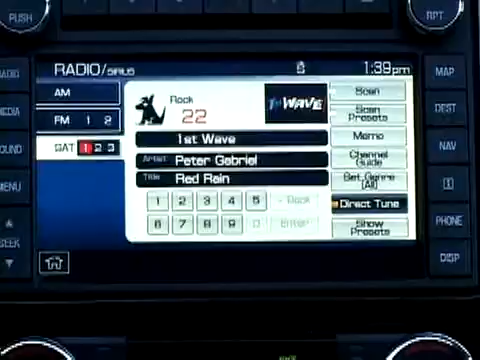 PUSH
RPT
RADIO/SIRIUS
1:39pm
RADIO
MEDIA
SOUND
MENU
SEEK
AM
FM 1 2
SAT 1 2 3
Rock
22
1st WAVE
1st Wave
Artist Peter Gabriel
Title Red Rain
1 2 3 4 5
6 7 8 9 0
Enter
Scan
Scan
Presets
Memo
Channel
Guide
Set Genre
(All)
Direct Tune
Show
Presets
MAP
DEST
NAV
PHONE
DISP